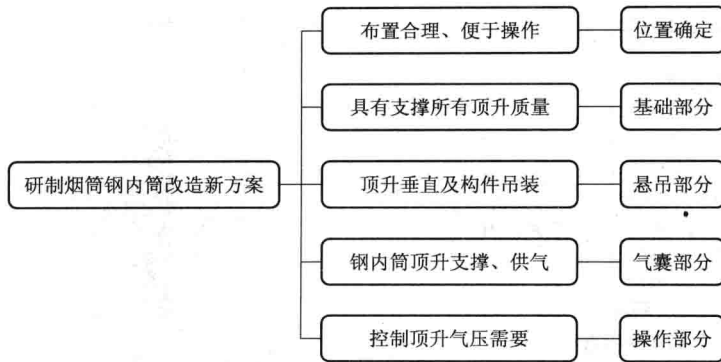 布置合理、便于操作
位置确定
具有支撑所有顶升质量
基础部分
研制烟筒钢内筒改造新方案
顶升垂直及构件吊装
悬吊部分
钢内筒顶升支撑、供气
气囊部分
控制顶升气压需要
操作部分